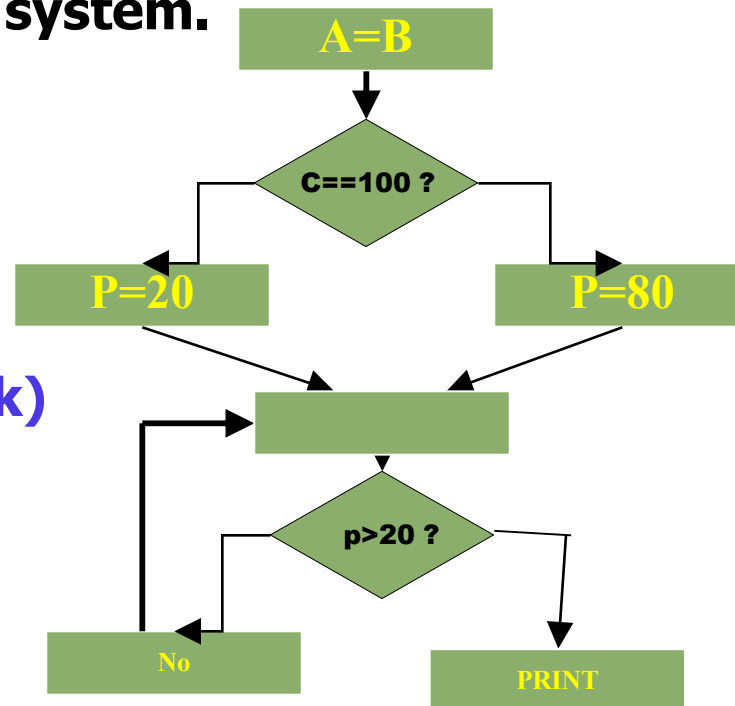 system.
A=B
C==100 ?
P=20
P=80
k)
p>20 ?
No
PRINT